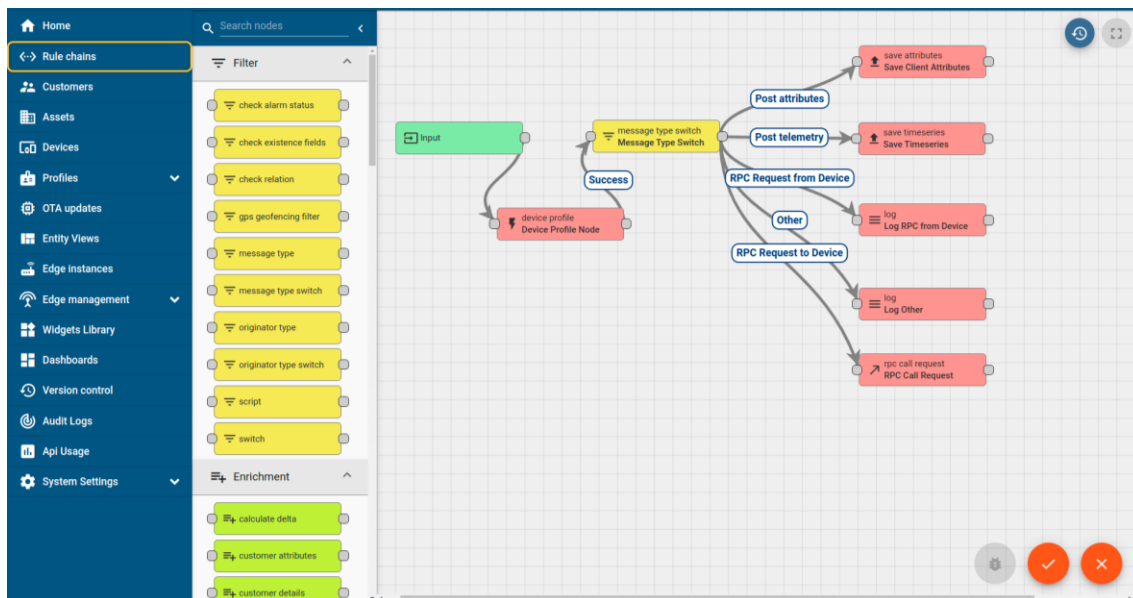 Home
Rule chains
Customers
Assets
Devices
Profiles
OTA updates
Entity Views
Edge instances
Edge management
Widgets Library
Dashboards
Version control
Audit Logs
Api Usage
System Settings
Search nodes
Filter
check alarm status
check existence fields
check relation
gps geofencing filter
message type
message type switch
originator type
originator type switch
script
switch
Enrichment
calculate delta
customer attributes
customer details
Input
device profile
Device Profile Node
Success
message type switch
Message Type Switch
Post attributes
Post telemetry
RPC Request from Device
Other
RPC Request to Device
save attributes
Save Client Attributes
save timeseries
Save Timeseries
log
Log RPC from Device
log
Log Other
rpc call request
RPC Call Request